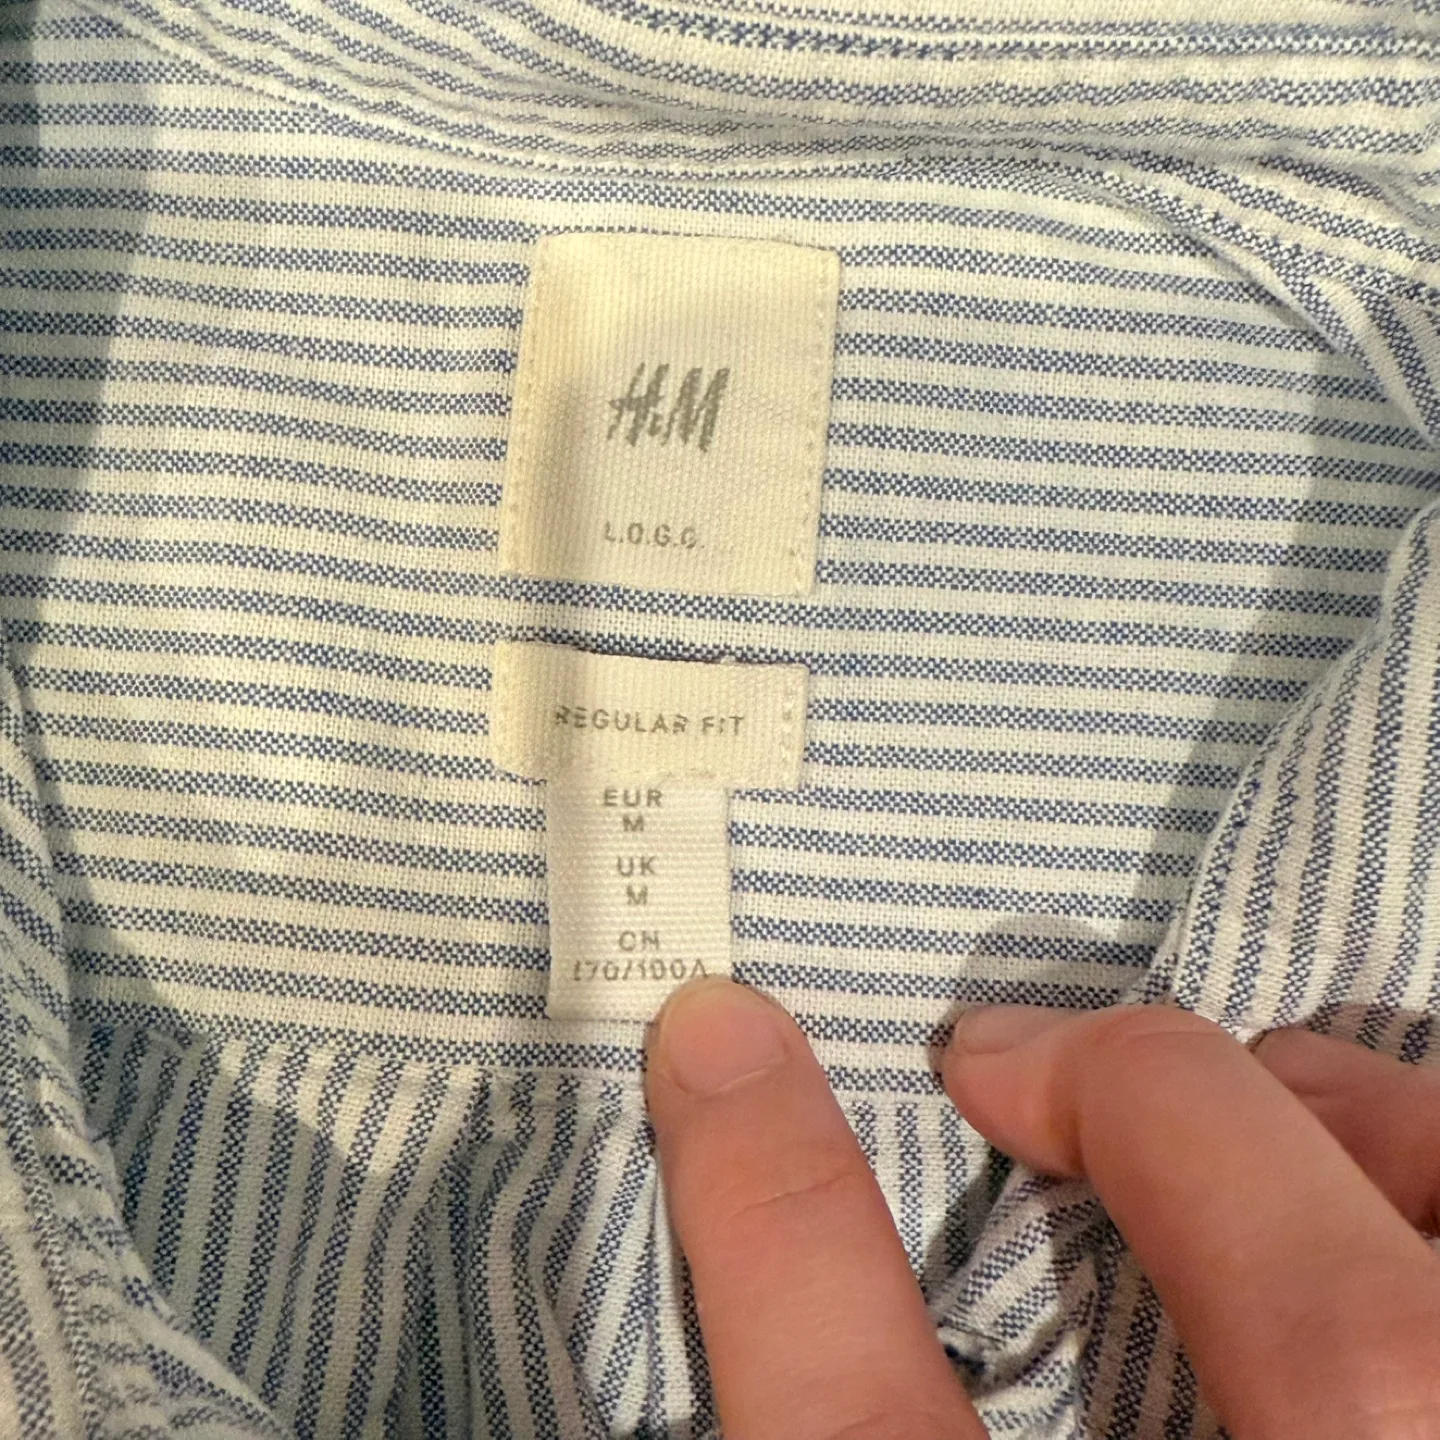 H&M
L.O.G.G.
REGULAR FIT
EUR
M
UK
M
CN
170/100A